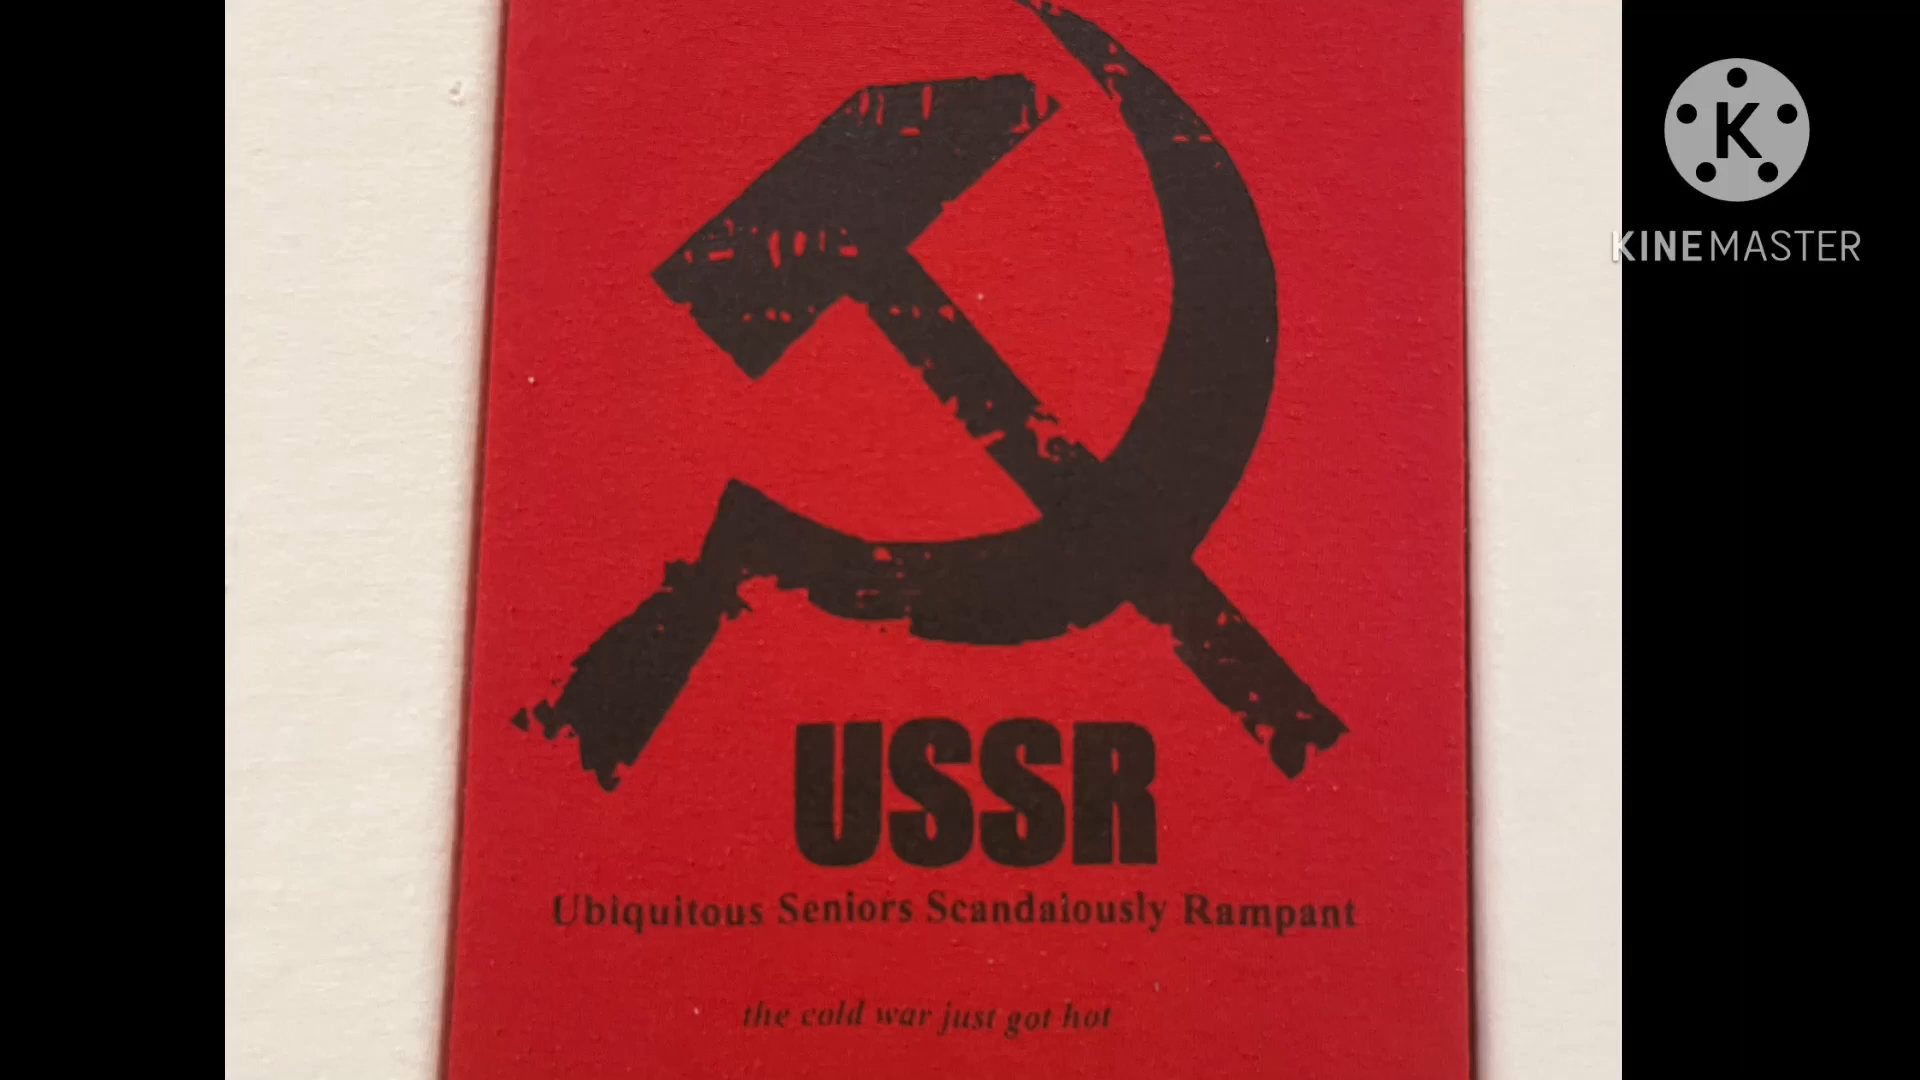 K
KINEMASTER
USSR
Ubiquitous Seniors Scandalously Rampant
the cold war just got hot